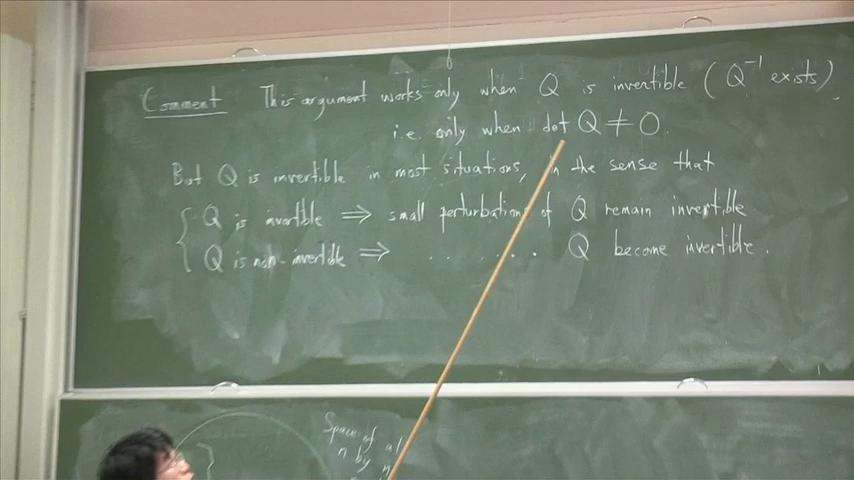 Comment This argument works only when Q is invertible (Q⁻¹ exists),
i.e. only when det Q ≠ 0.
But Q is invertible in most situations, in the sense that
{ Q is invertible ⟹ small perturbations of Q remain invertible
Q is non-invertible ⟹ . . . . . . . Q become invertible.
Space of all
n by n